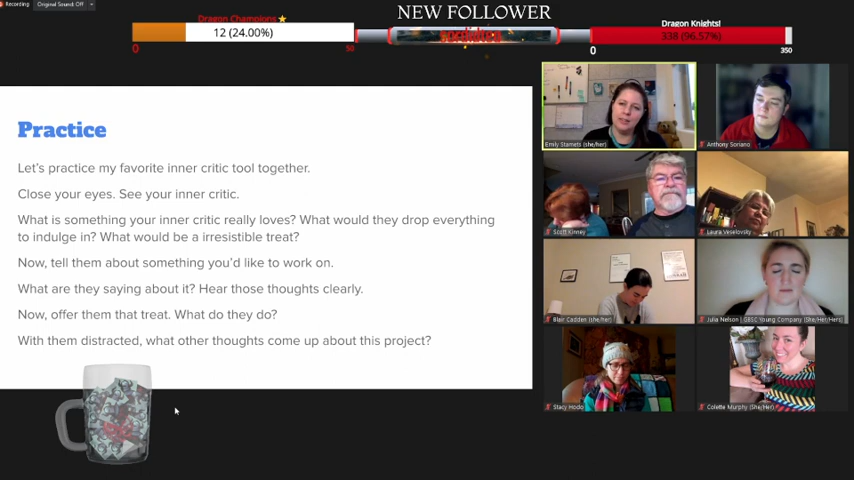 Recording
Original Sound: Off
Dragon Champions
NEW FOLLOWER
Dragon Knights!
12 (24.00%)
338 (96.57%)
0
50
0
350
Practice
Let's practice my favorite inner critic tool together.
Close your eyes. See your inner critic.
What is something your inner critic really loves? What would they drop everything
to indulge in? What would be a irresistible treat?
Now, tell them about something you'd like to work on.
What are they saying about it? Hear those thoughts clearly.
Now, offer them that treat. What do they do?
With them distracted, what other thoughts come up about this project?
Emily Stamets (she/her)
Anthony Soriano
Scott Kinney
Laura Veselovsky
Blair Cadden (she/her)
Julia Nelson | GBSC Young Company (She/Her/Hers)
Stacy Modo
Colette Murphy (She/Her)